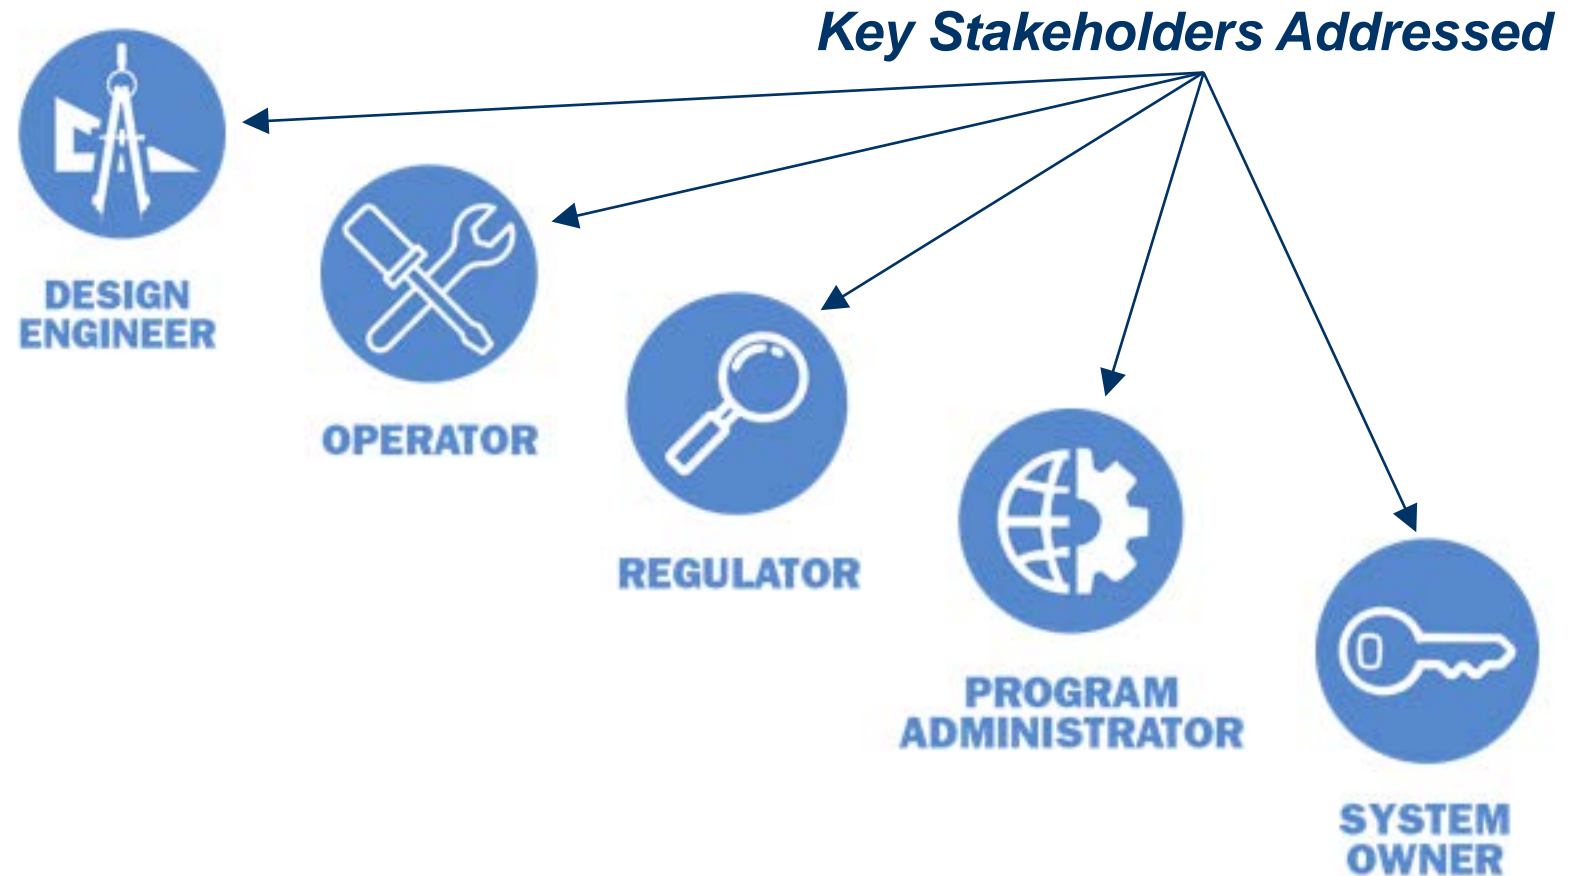 Key Stakeholders Addressed
DESIGN
ENGINEER
OPERATOR
REGULATOR
PROGRAM
ADMINISTRATOR
SYSTEM
OWNER